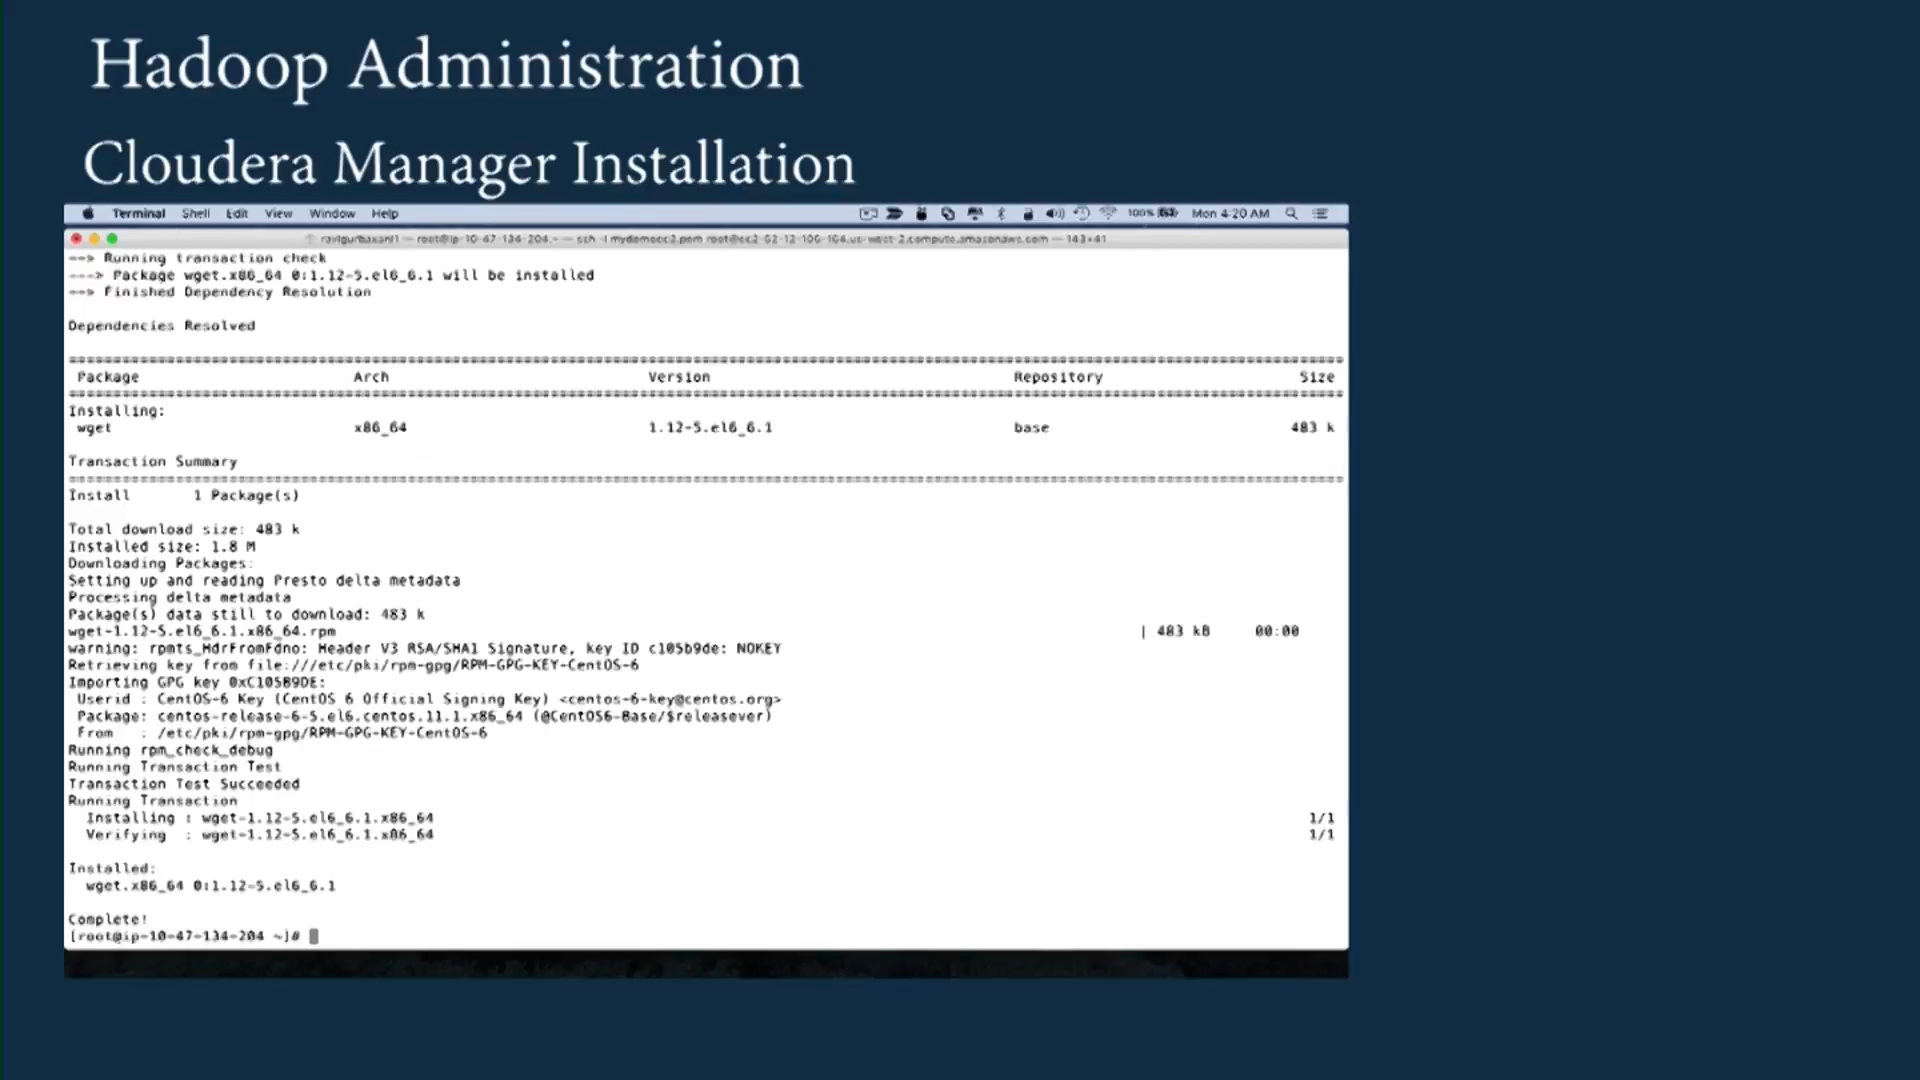 Hadoop Administration
Cloudera Manager Installation
Terminal Shell Edit View Window Help 100% Mon 4:20 AM
--> Running transaction check
---> Package wget.x86_64 0:1.12-5.el6_6.1 will be installed
--> Finished Dependency Resolution
Dependencies Resolved
Package Arch Version Repository Size
Installing:
wget x86_64 1.12-5.el6_6.1 base 483 k
Transaction Summary
Install 1 Package(s)
Total download size: 483 k
Installed size: 1.8 M
Downloading Packages:
Setting up and reading Presto delta metadata
Processing delta metadata
Package(s) data still to download: 483 k
wget-1.12-5.el6_6.1.x86_64.rpm | 483 kB 00:00
warning: rpmts_HdrFromFdno: Header V3 RSA/SHA1 Signature, key ID c105b9de: NOKEY
Retrieving key from file:///etc/pki/rpm-gpg/RPM-GPG-KEY-CentOS-6
Importing GPG key 0xC105B9DE:
Userid : CentOS-6 Key (CentOS 6 Official Signing Key) <centos-6-key@centos.org>
Package: centos-release-6-5.el6.centos.11.1.x86_64 (@CentOS6-Base/$releasever)
From : /etc/pki/rpm-gpg/RPM-GPG-KEY-CentOS-6
Running rpm_check_debug
Running Transaction Test
Transaction Test Succeeded
Running Transaction
Installing : wget-1.12-5.el6_6.1.x86_64 1/1
Verifying : wget-1.12-5.el6_6.1.x86_64 1/1
Installed:
wget.x86_64 0:1.12-5.el6_6.1
Complete!
[root@ip-10-47-134-204 ~]#